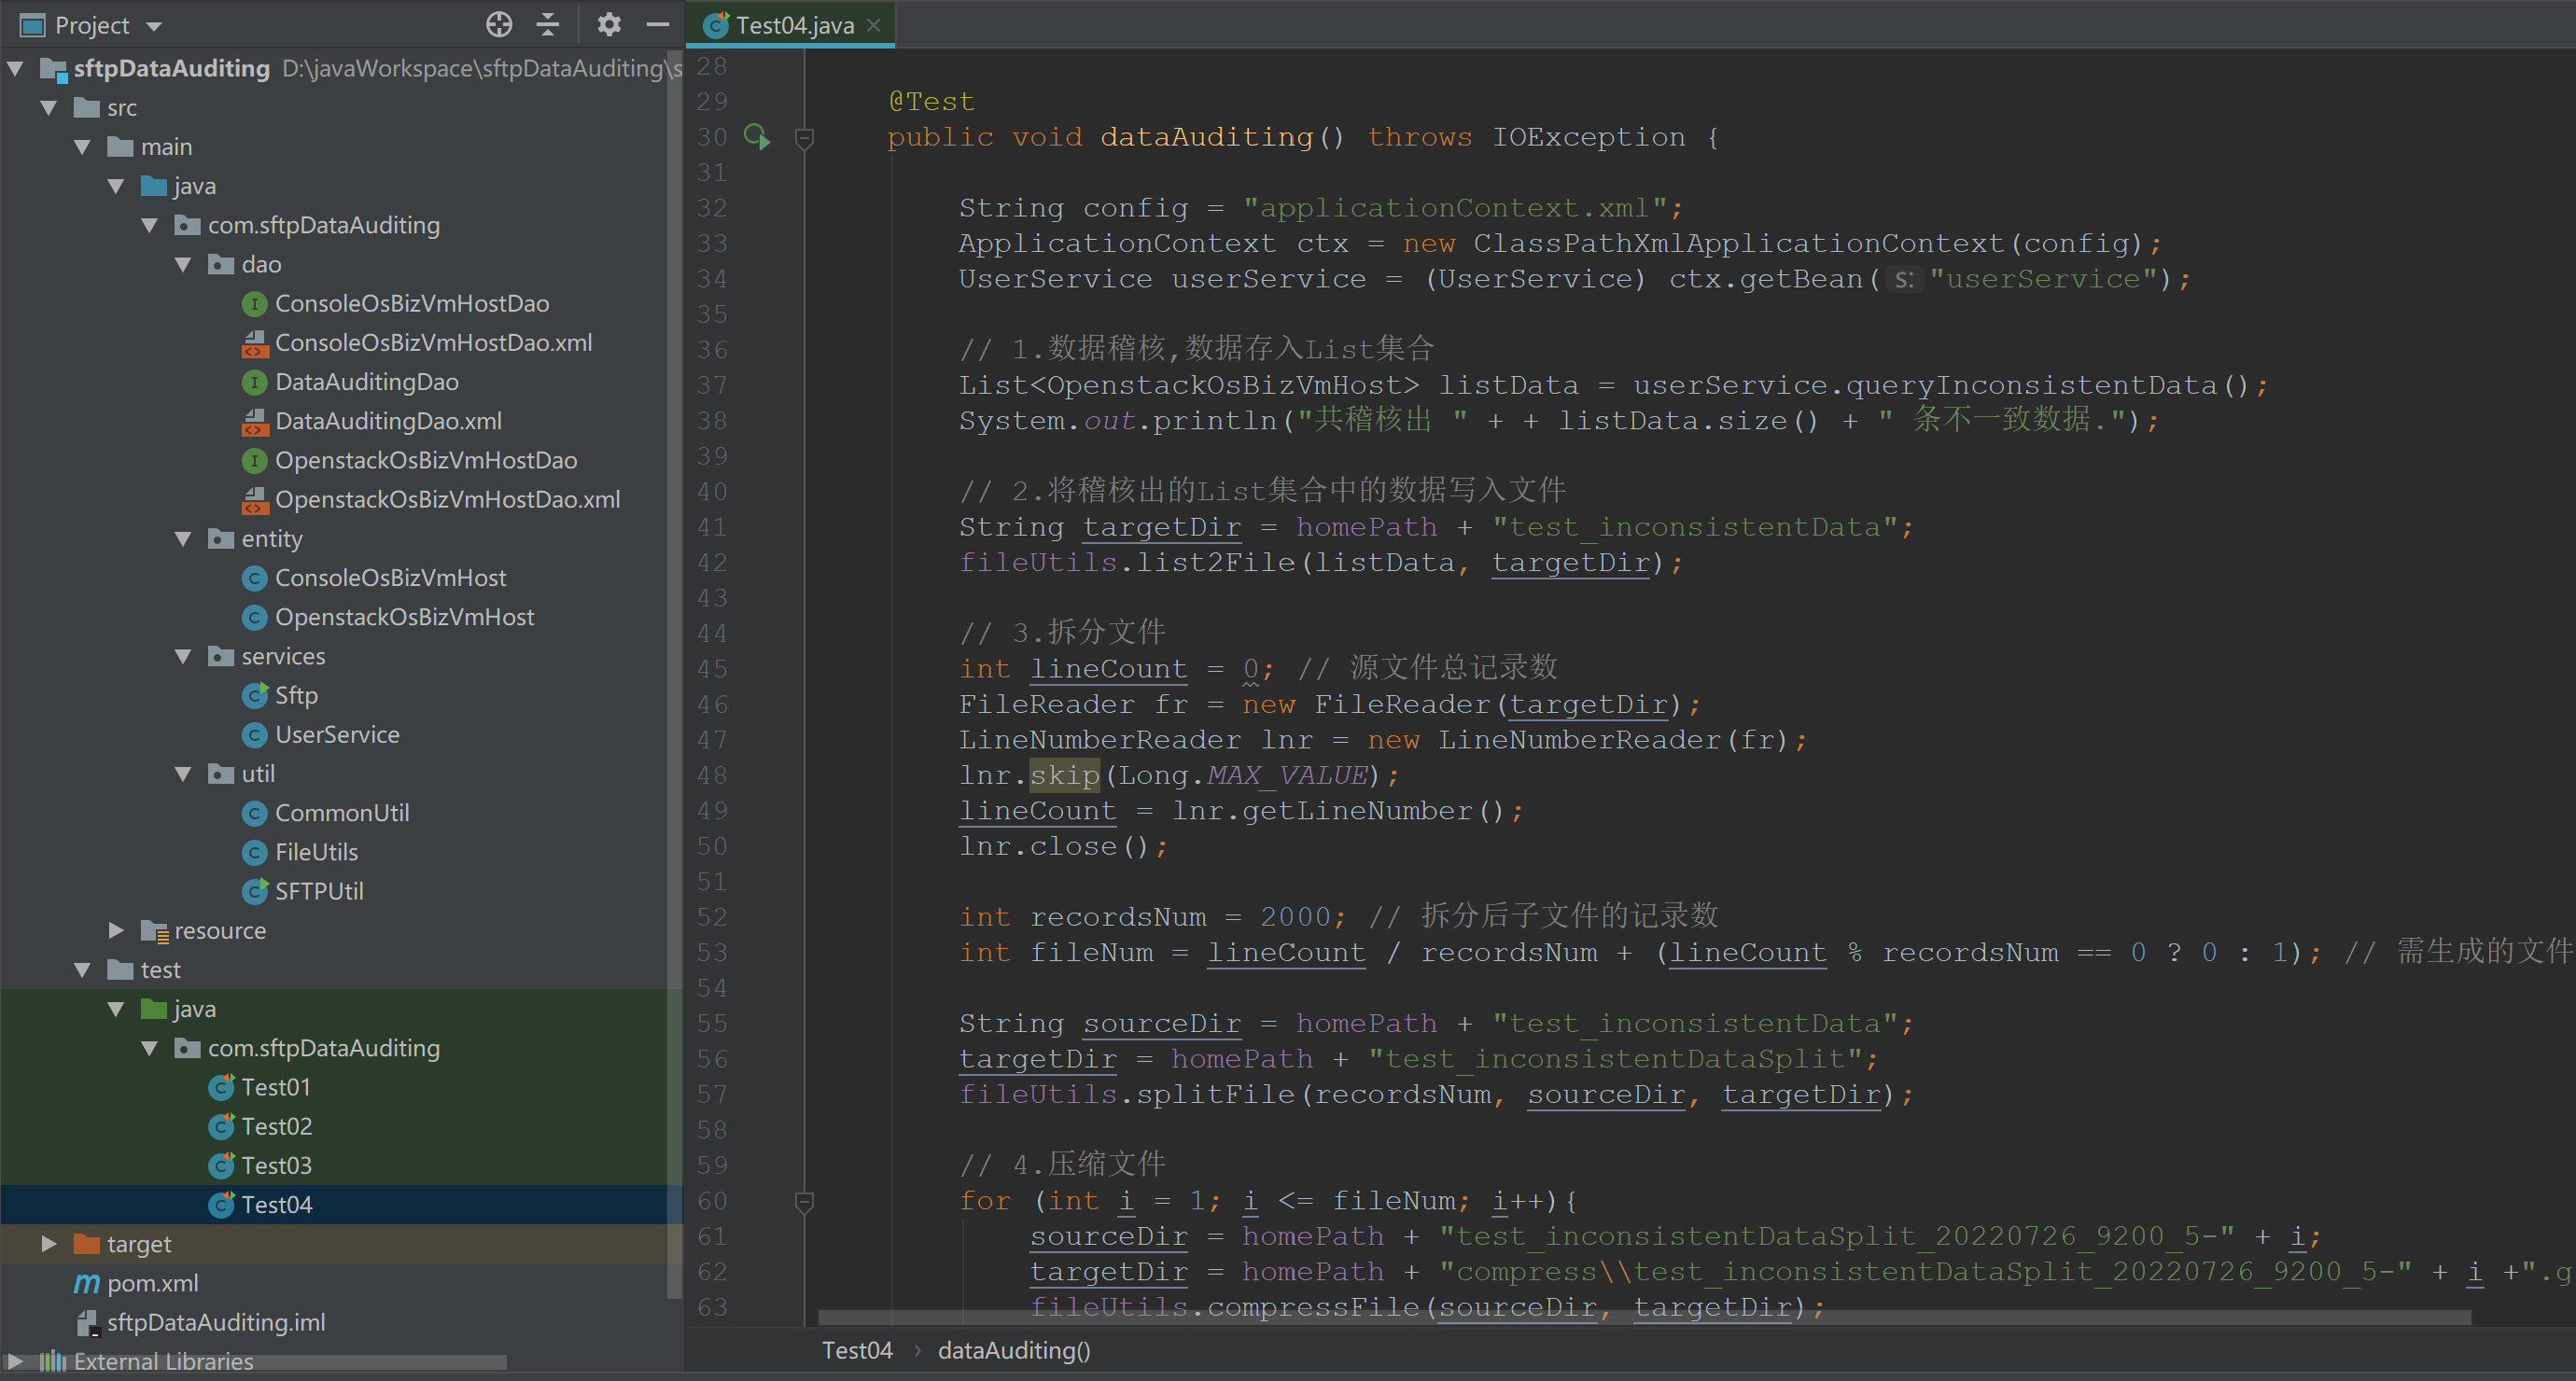 Project
sftpDataAuditing D:\javaWorkspace\sftpDataAuditing\s
src
main
java
com.sftpDataAuditing
dao
ConsoleOsBizVmHostDao
ConsoleOsBizVmHostDao.xml
DataAuditingDao
DataAuditingDao.xml
OpenstackOsBizVmHostDao
OpenstackOsBizVmHostDao.xml
entity
ConsoleOsBizVmHost
OpenstackOsBizVmHost
services
Sftp
UserService
util
CommonUtil
FileUtils
SFTPUtil
resource
test
java
com.sftpDataAuditing
Test01
Test02
Test03
Test04
target
pom.xml
sftpDataAuditing.iml
External Libraries
Test04.java
28
29 @Test
30 public void dataAuditing() throws IOException {
31
32 String config = "applicationContext.xml";
33 ApplicationContext ctx = new ClassPathXmlApplicationContext(config);
34 UserService userService = (UserService) ctx.getBean( s: "userService");
35
36 // 1.数据稽核,数据存入List集合
37 List<OpenstackOsBizVmHost> listData = userService.queryInconsistentData();
38 System.out.println("共稽核出 " + + listData.size() + " 条不一致数据.");
39
40 // 2.将稽核出的List集合中的数据写入文件
41 String targetDir = homePath + "test_inconsistentData";
42 fileUtils.list2File(listData, targetDir);
43
44 // 3.拆分文件
45 int lineCount = 0; // 源文件总记录数
46 FileReader fr = new FileReader(targetDir);
47 LineNumberReader lnr = new LineNumberReader(fr);
48 lnr.skip(Long.MAX_VALUE);
49 lineCount = lnr.getLineNumber();
50 lnr.close();
51
52 int recordsNum = 2000; // 拆分后子文件的记录数
53 int fileNum = lineCount / recordsNum + (lineCount % recordsNum == 0 ? 0 : 1); // 需生成的文件
54
55 String sourceDir = homePath + "test_inconsistentData";
56 targetDir = homePath + "test_inconsistentDataSplit";
57 fileUtils.splitFile(recordsNum, sourceDir, targetDir);
58
59 // 4.压缩文件
60 for (int i = 1; i <= fileNum; i++){
61 sourceDir = homePath + "test_inconsistentDataSplit_20220726_9200_5-" + i;
62 targetDir = homePath + "compress\\test_inconsistentDataSplit_20220726_9200_5-" + i +".g
63 fileUtils.compressFile(sourceDir, targetDir);
Test04 › dataAuditing()